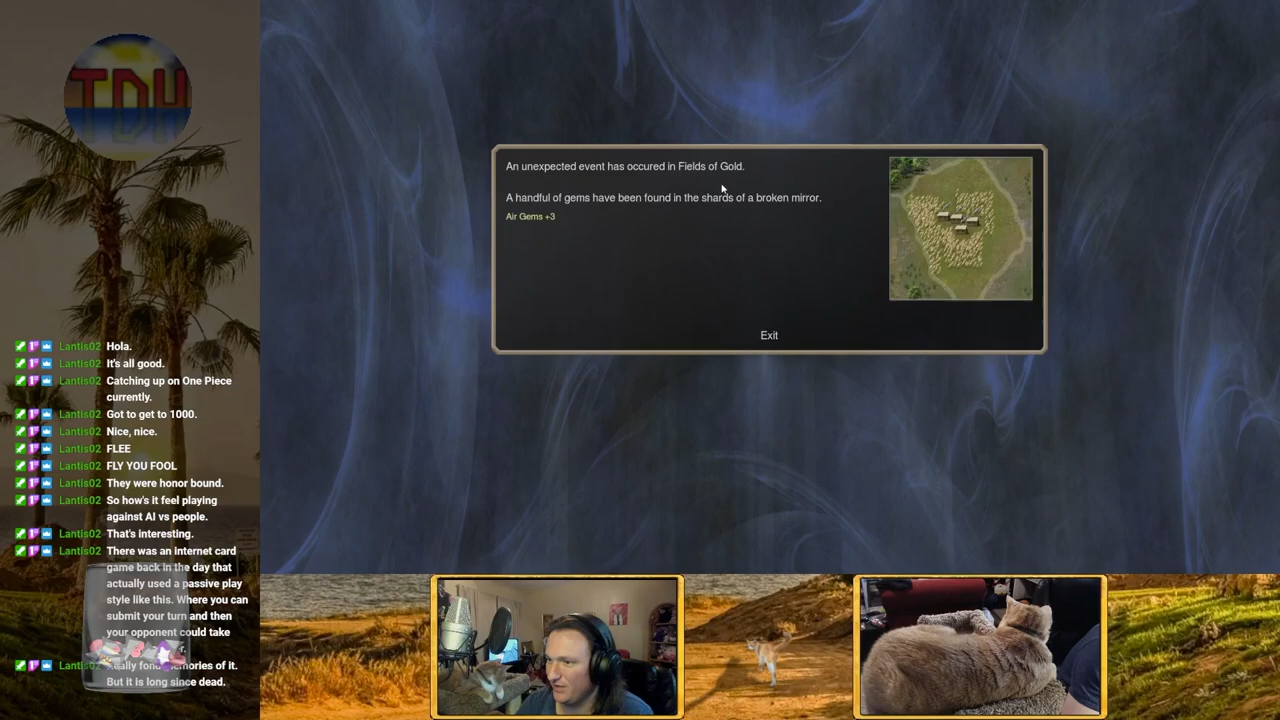 TDH
Lantis02 Hola.
Lantis02 It's all good.
Lantis02 Catching up on One Piece
currently.
Lantis02 Got to get to 1000.
Lantis02 Nice, nice.
Lantis02 FLEE
Lantis02 FLY YOU FOOL
Lantis02 They were honor bound.
Lantis02 So how's it feel playing
against AI vs people.
Lantis02 That's interesting.
Lantis02 There was an internet card
game back in the day that
actually used a passive play
style like this. Where you can
submit your turn and then
your opponent could take
of it.
But it is long since dead.
An unexpected event has occured in Fields of Gold.
A handful of gems have been found in the shards of a broken mirror.
Air Gems +3
Exit